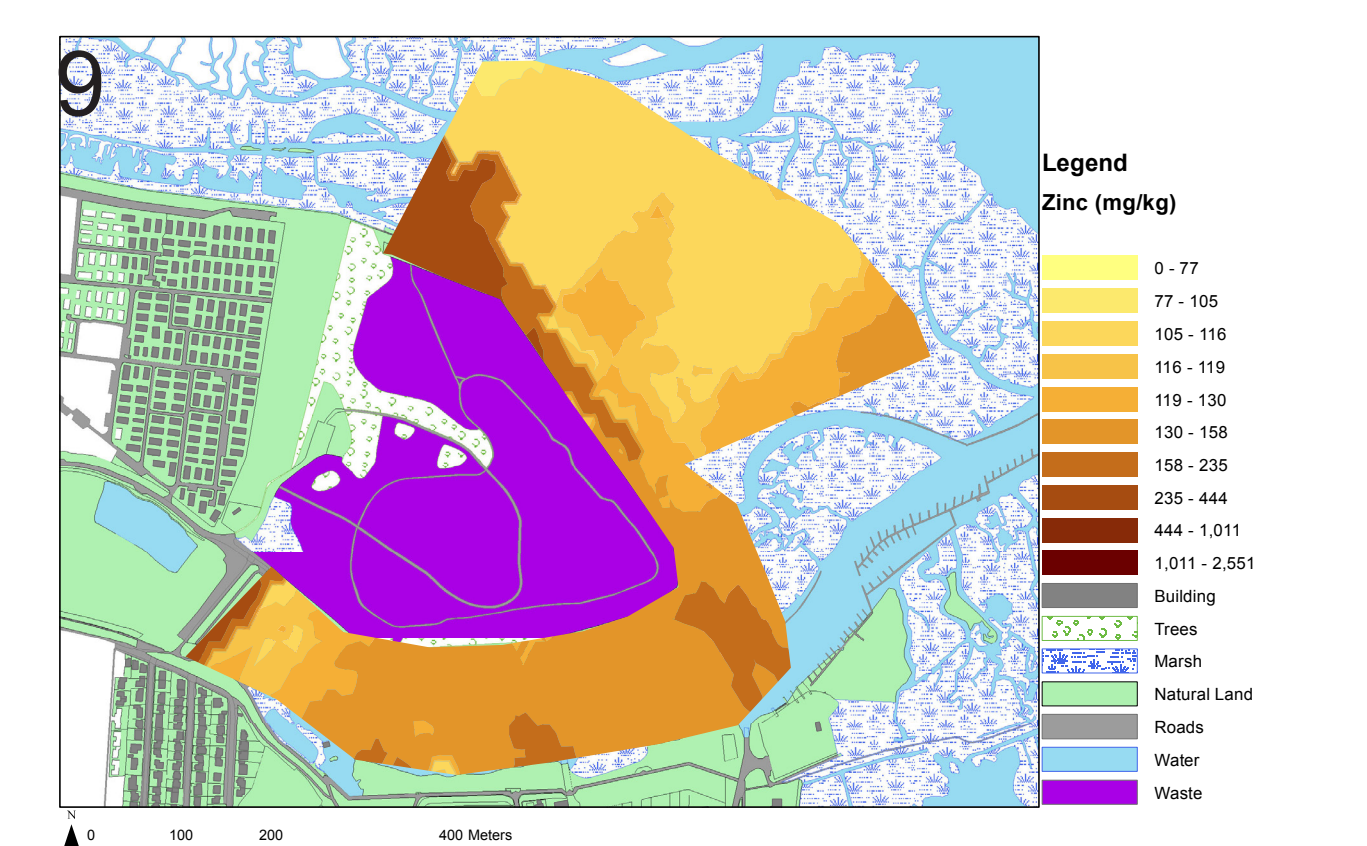 9
Legend
Zinc (mg/kg)
0 - 77
77 - 105
105 - 116
116 - 119
119 - 130
130 - 158
158 - 235
235 - 444
444 - 1,011
1,011 - 2,551
Building
Trees
Marsh
Natural Land
Roads
Water
Waste
N
0 100 200 400 Meters